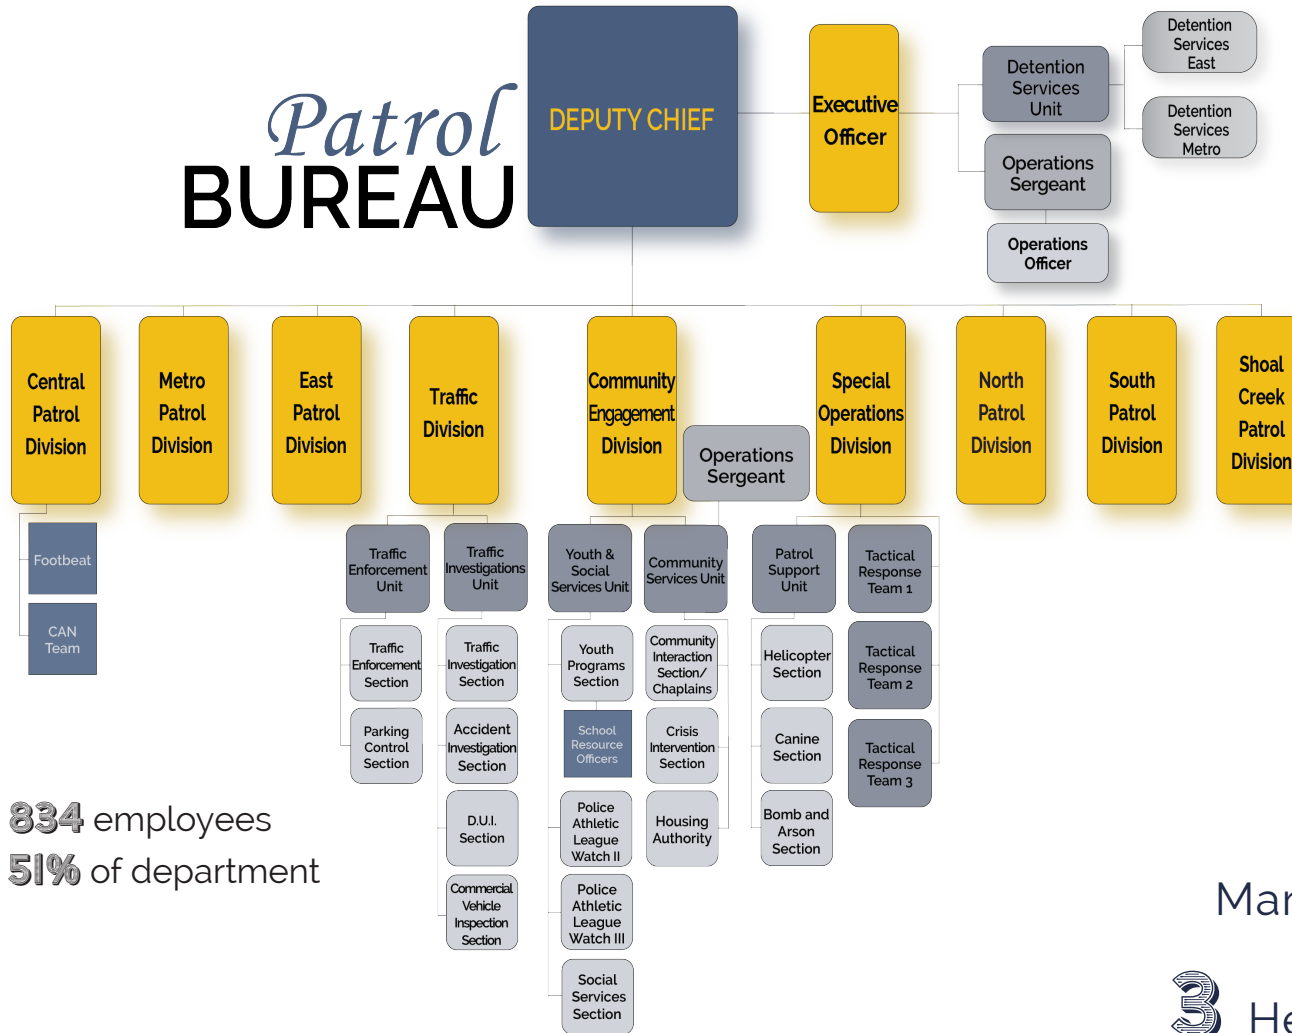 Patrol
BUREAU
DEPUTY CHIEF
Executive
Officer
Detention
Services
Unit
Detention
Services
East
Detention
Services
Metro
Operations
Sergeant
Operations
Officer
Central
Patrol
Division
Metro
Patrol
Division
East
Patrol
Division
Traffic
Division
Community
Engagement
Division
Operations
Sergeant
Special
Operations
Division
North
Patrol
Division
South
Patrol
Division
Shoal
Creek
Patrol
Division
Footbeat
CAN
Team
Traffic
Enforcement
Unit
Traffic
Enforcement
Section
Parking
Control
Section
Traffic
Investigations
Unit
Traffic
Investigation
Section
Accident
Investigation
Section
D.U.I.
Section
Commercial
Vehicle
Inspection
Section
Youth &
Social
Services Unit
Youth
Programs
Section
School
Resource
Officers
Police
Athletic
League
Watch II
Police
Athletic
League
Watch III
Social
Services
Section
Community
Services Unit
Community
Interaction
Section/
Chaplains
Crisis
Intervention
Section
Housing
Authority
Patrol
Support
Unit
Helicopter
Section
Canine
Section
Bomb and
Arson
Section
Tactical
Response
Team 1
Tactical
Response
Team 2
Tactical
Response
Team 3
834 employees
51% of department
Mar
3 He